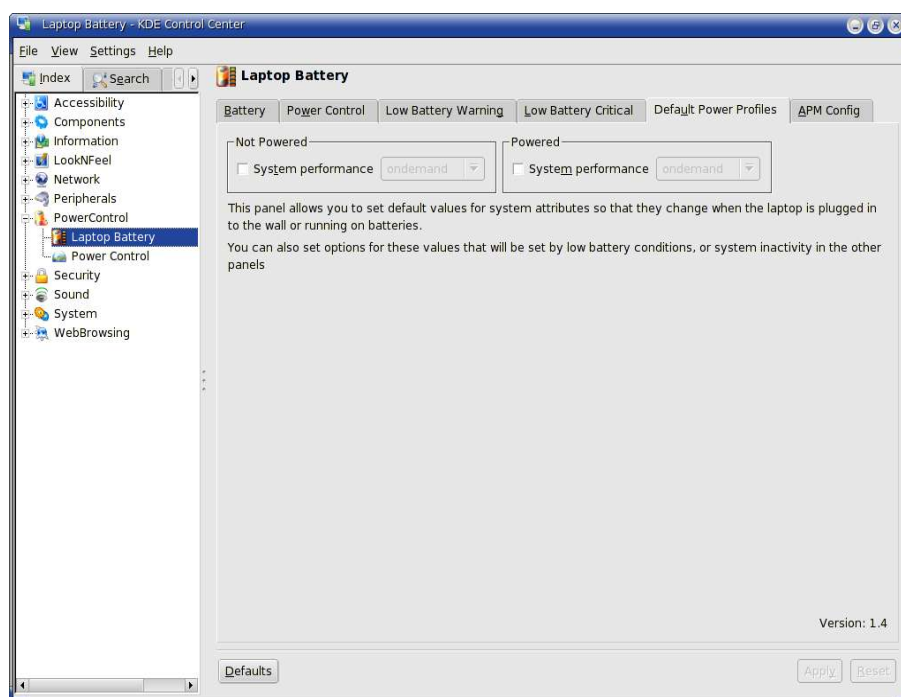 Laptop Battery - KDE Control Center
File View Settings Help
Index Search
Laptop Battery
Accessibility
Components
Information
LookNFeel
Network
Peripherals
PowerControl
Laptop Battery
Power Control
Security
Sound
System
WebBrowsing
Battery Power Control Low Battery Warning Low Battery Critical Default Power Profiles APM Config
Not Powered Powered
System performance ondemand System performance ondemand
This panel allows you to set default values for system attributes so that they change when the laptop is plugged in
to the wall or running on batteries.
You can also set options for these values that will be set by low battery conditions, or system inactivity in the other
panels
Version: 1.4
Defaults Apply Reset